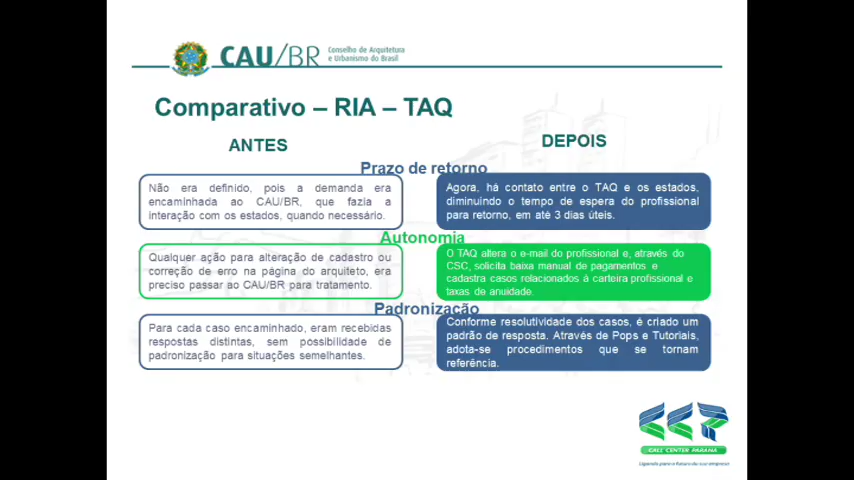 CAU/BR
Conselho de Arquitetura
e Urbanismo do Brasil
Comparativo – RIA – TAQ
ANTES
DEPOIS
Prazo de retorno
Não era definido, pois a demanda era
encaminhada ao CAU/BR, que fazia a
interação com os estados, quando necessário.
Agora, há contato entre o TAQ e os estados,
diminuindo o tempo de espera do profissional
para retorno, em até 3 dias úteis.
Autonomia
Qualquer ação para alteração de cadastro ou
correção de erro na página do arquiteto, era
preciso passar ao CAU/BR para tratamento.
O TAQ altera o e-mail do profissional e, através do
CSC, solicita baixa manual de pagamentos e
cadastra casos relacionados à carteira profissional e
taxas de anuidade.
Padronização
Para cada caso encaminhado, eram recebidas
respostas distintas, sem possibilidade de
padronização para situações semelhantes.
Conforme resolutividade dos casos, é criado um
padrão de resposta. Através de Pops e Tutoriais,
adota-se procedimentos que se tornam
referência.
CCP
CALL CENTER PARANÁ
Ligando para o futuro da sua empresa